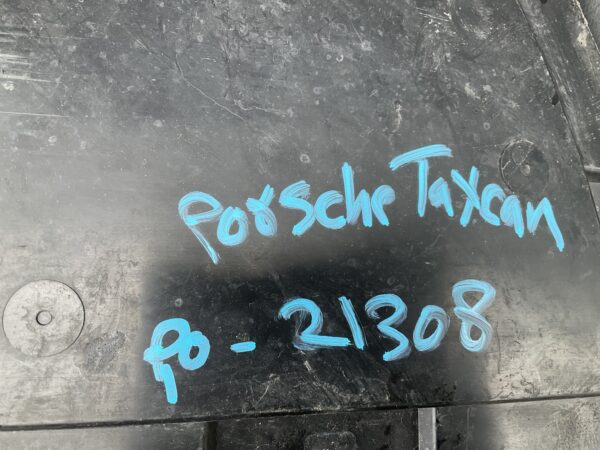 Porsche Taxcan
Po - 21308